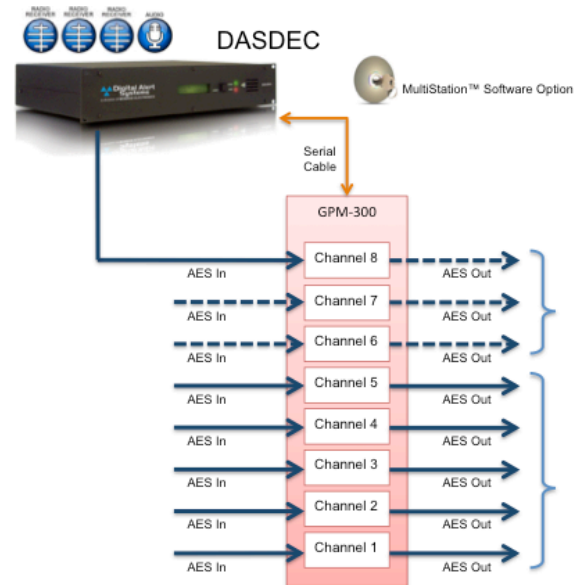 RADIO RECEIVER
RADIO RECEIVER
RADIO RECEIVER
AUDIO
DASDEC
Digital Alert
Systems
MultiStation™ Software Option
Serial
Cable
GPM-300
Channel 8
AES In
AES Out
Channel 7
AES In
AES Out
Channel 6
AES In
AES Out
Channel 5
AES In
AES Out
Channel 4
AES In
AES Out
Channel 3
AES In
AES Out
Channel 2
AES In
AES Out
Channel 1
AES In
AES Out